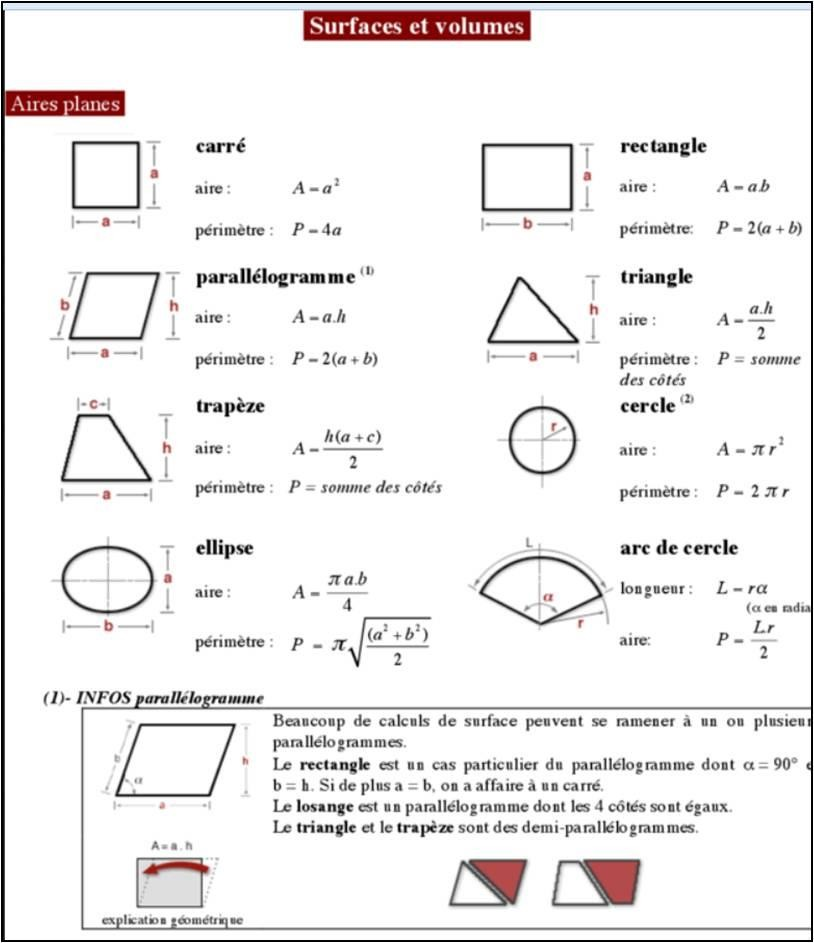 Surfaces et volumes
Aires planes
a
a
carré
aire : A = a²
périmètre : P = 4a
a
b
rectangle
aire : A = a.b
périmètre: P = 2(a + b)
b
h
a
parallélogramme (1)
aire : A = a.h
périmètre : P = 2(a + b)
h
a
triangle
aire : A = a.h / 2
périmètre : P = somme
des côtés
c
h
a
trapèze
aire : A = h(a + c) / 2
périmètre : P = somme des côtés
r
cercle (2)
aire : A = π r²
périmètre : P = 2 π r
a
b
ellipse
aire : A = π a.b / 4
périmètre : P = π √((a² + b²) / 2)
L
α
r
arc de cercle
longueur : L = rα
(α en radia
aire: P = L.r / 2
(1)- INFOS parallélogramme
b
α
h
a
Beaucoup de calculs de surface peuvent se ramener à un ou plusieur
parallélogrammes.
Le rectangle est un cas particulier du parallélogramme dont α = 90°
b = h. Si de plus a = b, on a affaire à un carré.
Le losange est un parallélogramme dont les 4 côtés sont égaux.
Le triangle et le trapèze sont des demi-parallélogrammes.
A = a . h
explication géométrique